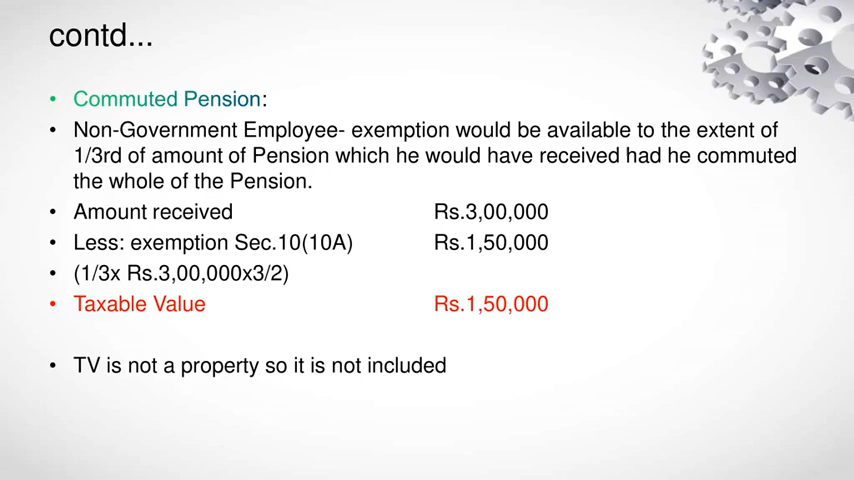 contd...
• Commuted Pension:
• Non-Government Employee- exemption would be available to the extent of
1/3rd of amount of Pension which he would have received had he commuted
the whole of the Pension.
• Amount received Rs.3,00,000
• Less: exemption Sec.10(10A) Rs.1,50,000
• (1/3x Rs.3,00,000x3/2)
• Taxable Value Rs.1,50,000
• TV is not a property so it is not included